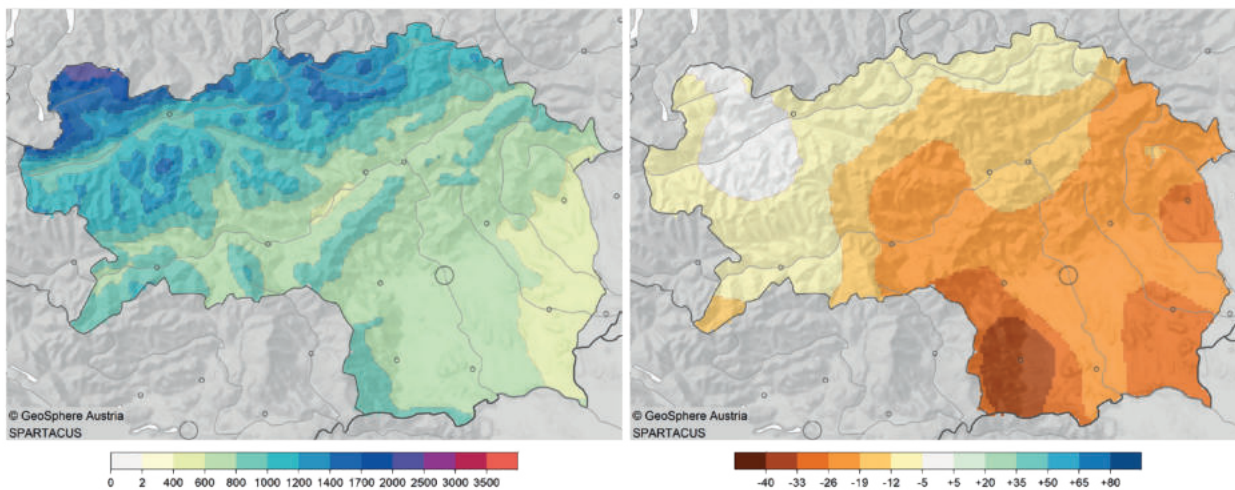 © GeoSphere Austria
SPARTACUS
© GeoSphere Austria
SPARTACUS
0 2 400 600 800 1000 1200 1400 1700 2000 2500 3000 3500
-40 -33 -26 -19 -12 -5 +5 +20 +35 +50 +65 +80